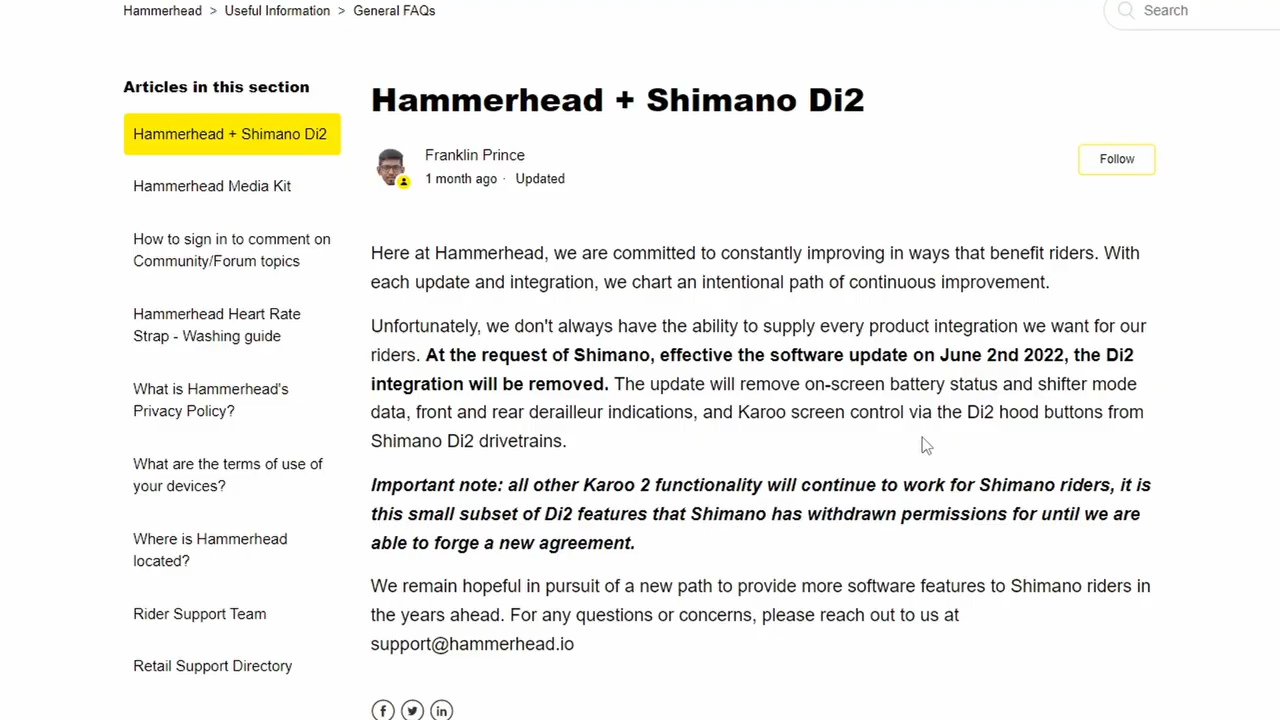 Hammerhead > Useful Information > General FAQs
Search
Articles in this section
Hammerhead + Shimano Di2
Hammerhead Media Kit
How to sign in to comment on
Community/Forum topics
Hammerhead Heart Rate
Strap - Washing guide
What is Hammerhead's
Privacy Policy?
What are the terms of use of
your devices?
Where is Hammerhead
located?
Rider Support Team
Retail Support Directory
Hammerhead + Shimano Di2
Franklin Prince
1 month ago · Updated
Follow
Here at Hammerhead, we are committed to constantly improving in ways that benefit riders. With
each update and integration, we chart an intentional path of continuous improvement.
Unfortunately, we don't always have the ability to supply every product integration we want for our
riders. At the request of Shimano, effective the software update on June 2nd 2022, the Di2
integration will be removed. The update will remove on-screen battery status and shifter mode
data, front and rear derailleur indications, and Karoo screen control via the Di2 hood buttons from
Shimano Di2 drivetrains.
Important note: all other Karoo 2 functionality will continue to work for Shimano riders, it is
this small subset of Di2 features that Shimano has withdrawn permissions for until we are
able to forge a new agreement.
We remain hopeful in pursuit of a new path to provide more software features to Shimano riders in
the years ahead. For any questions or concerns, please reach out to us at
support@hammerhead.io